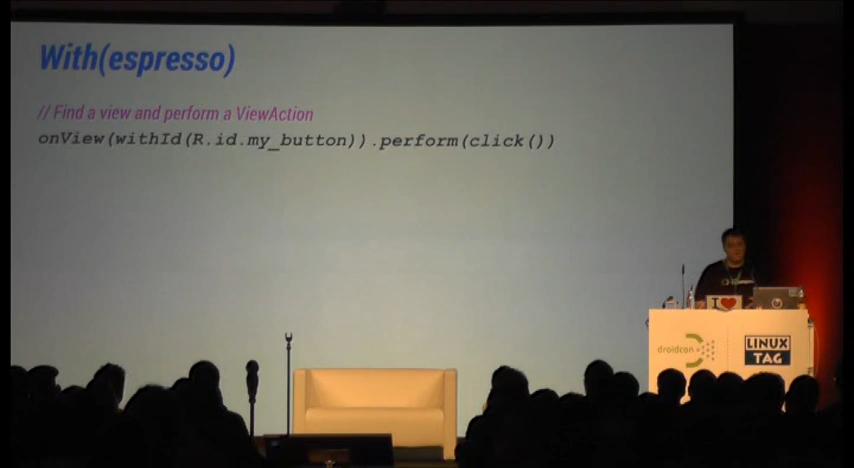 With(espresso)
// Find a view and perform a ViewAction
onView(withId(R.id.my_button)).perform(click())
I
droidcon
LINUX
TAG